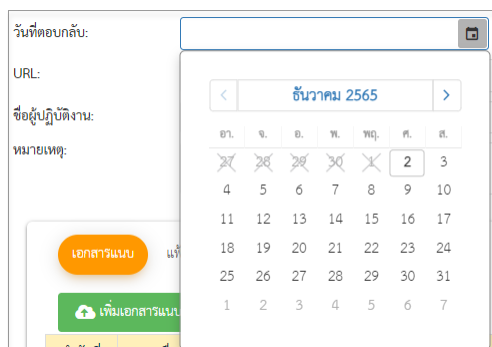 วันที่ตอบกลับ:
URL:
ธันวาคม 2565
ชื่อผู้ปฏิบัติงาน:
อา. จ. อ. พ. พฤ. ศ. ส.
หมายเหตุ:
27 28 29 30 1 2 3
4 5 6 7 8 9 10
11 12 13 14 15 16 17
18 19 20 21 22 23 24
เอกสารแนบ
25 26 27 28 29 30 31
1 2 3 4 5 6 7
เพิ่มเอกสารแนบ